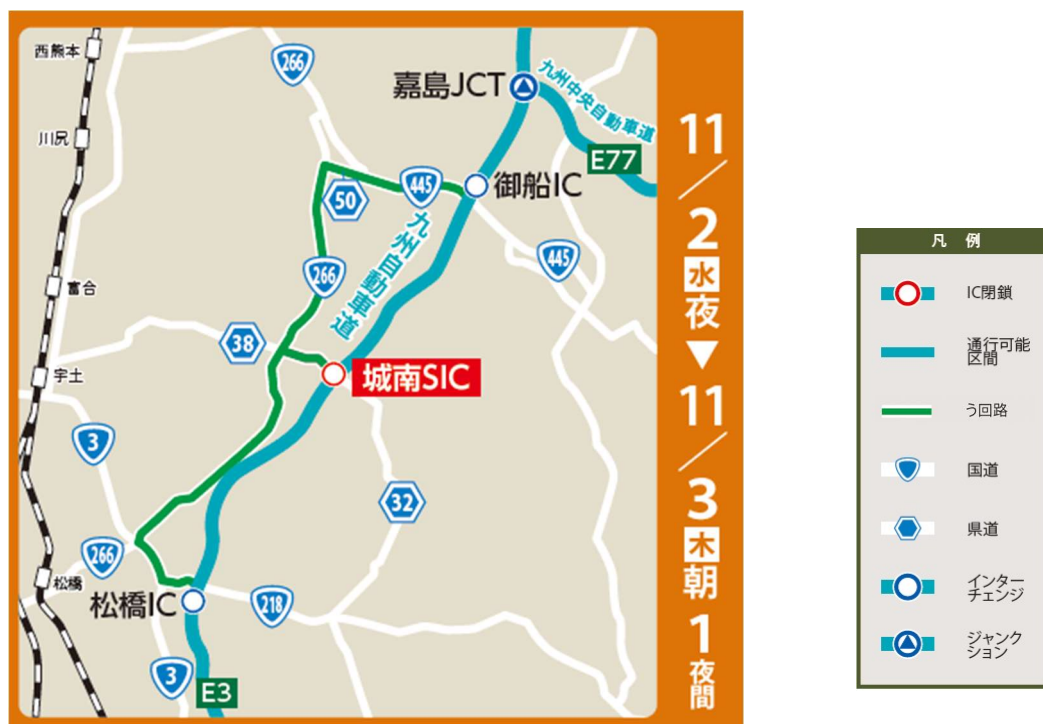 西熊本
川尻
富合
宇土
松橋
266
嘉島JCT
九州中央自動車道
E77
50
445
御船IC
445
九州自動車道
266
38
城南SIC
3
32
266
松橋IC
218
3
E3
11/2水夜▼11/3木朝1夜間
凡 例
IC閉鎖
通行可能
区間
う回路
国道
県道
インター
チェンジ
ジャンク
ション